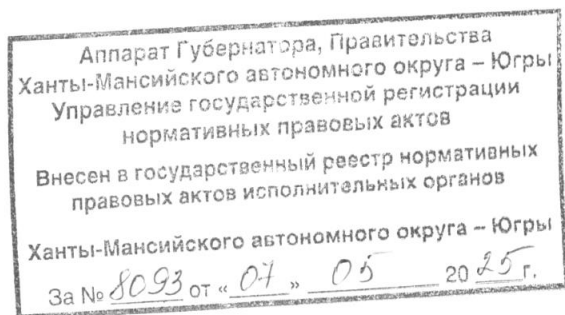 Аппарат Губернатора, Правительства
Ханты-Мансийского автономного округа – Югры
Управление государственной регистрации
нормативных правовых актов
Внесен в государственный реестр нормативных
правовых актов исполнительных органов
Ханты-Мансийского автономного округа – Югры
За № 8093 от « 07 » 05 20 25 г.